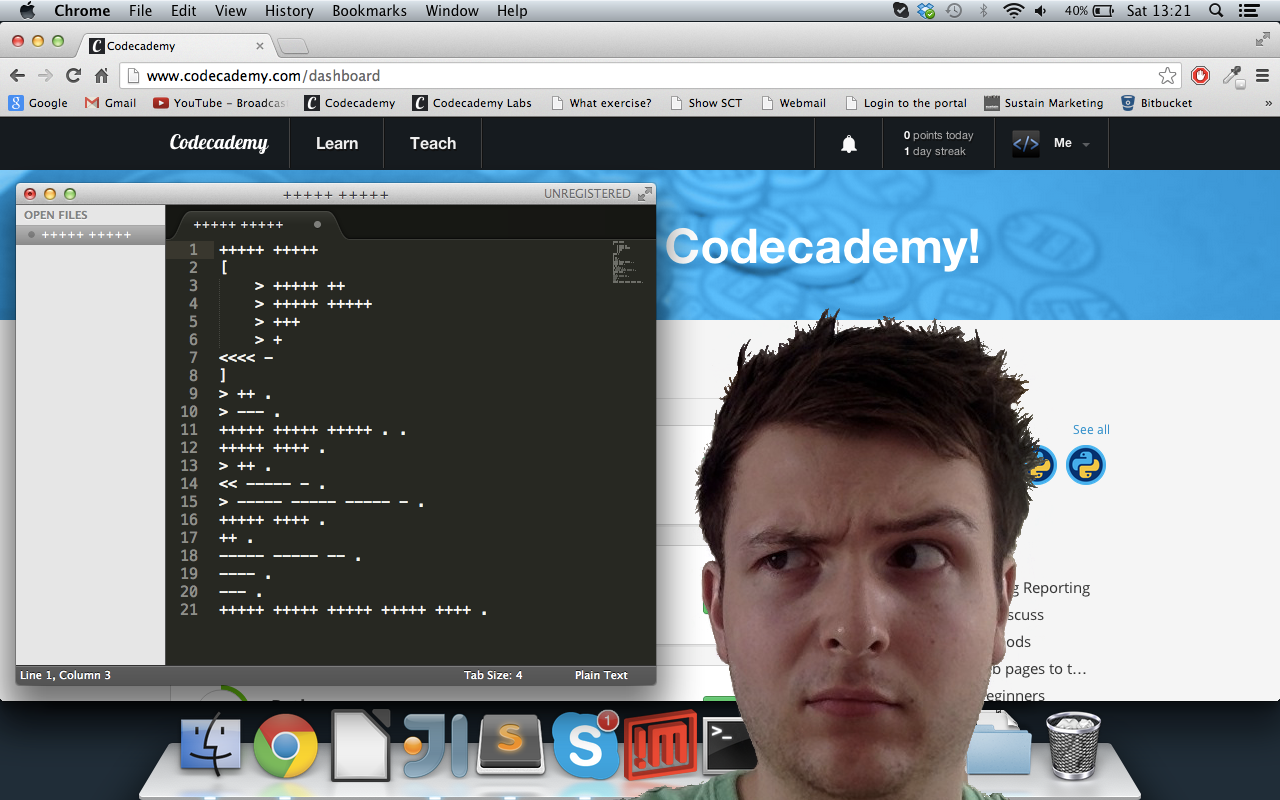 Chrome File Edit View History Bookmarks Window Help 40% Sat 13:21
Codecademy
www.codecademy.com/dashboard
Google Gmail YouTube - Broadcas Codecademy Codecademy Labs What exercise? Show SCT Webmail Login to the portal Sustain Marketing Bitbucket »
Codecademy Learn Teach 0 points today Me
1 day streak
+++++ +++++ UNREGISTERED
OPEN FILES
+++++ +++++
+++++ +++++
Codecademy!
1 +++++ +++++
2 [
3 > +++++ ++
4 > +++++ +++++
5 > +++
6 > +
7 <<<< -
8 ]
9 > ++ .
10 > --- .
11 +++++ +++++ +++++ . .
12 +++++ ++++ .
13 > ++ .
14 << ----- - .
15 > ----- ----- ----- - .
16 +++++ ++++ .
17 ++ .
18 ----- ----- -- .
19 ---- .
20 --- .
21 +++++ +++++ +++++ +++++ ++++ .
Line 1, Column 3 Tab Size: 4 Plain Text
See all
g Reporting
scuss
ods
b pages to t...
eginners
1